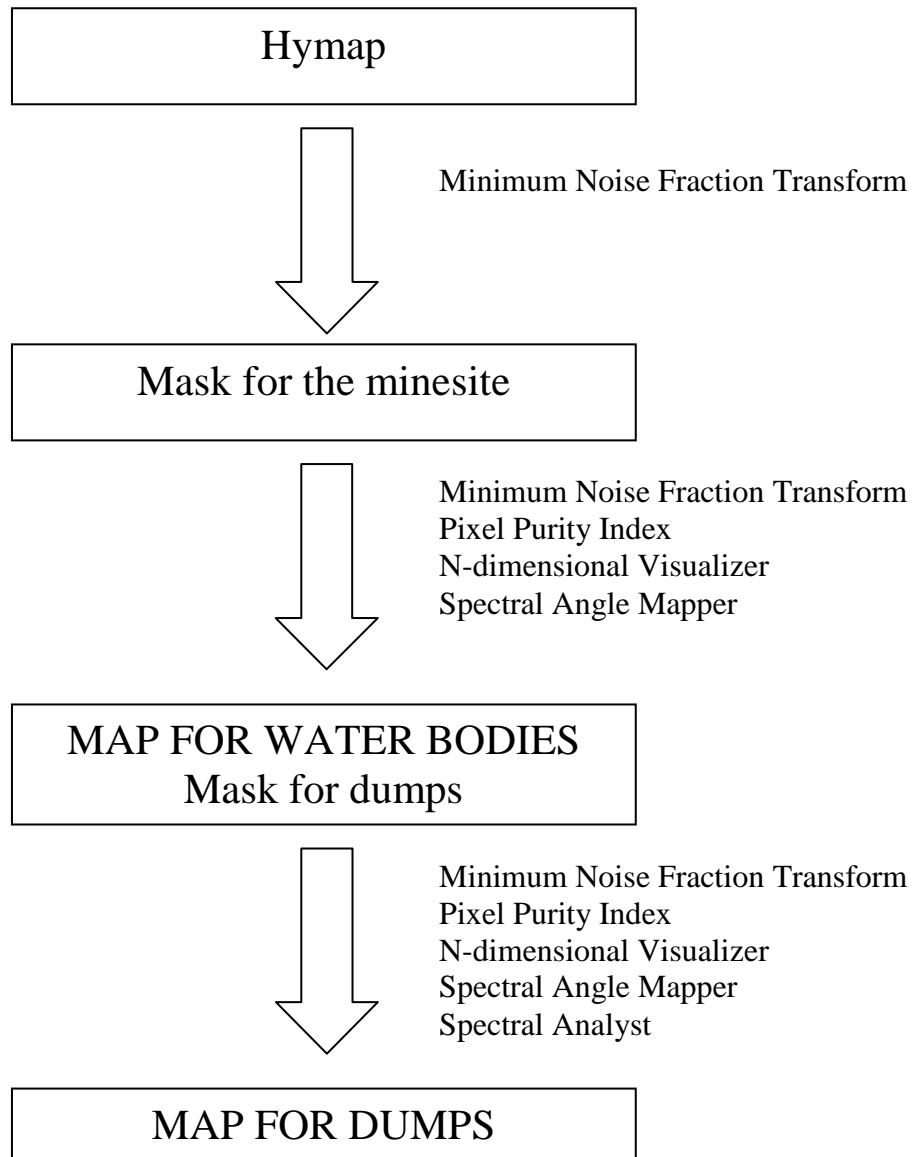 Hymap
Minimum Noise Fraction Transform
Mask for the minesite
Minimum Noise Fraction Transform
Pixel Purity Index
N-dimensional Visualizer
Spectral Angle Mapper
MAP FOR WATER BODIES
Mask for dumps
Minimum Noise Fraction Transform
Pixel Purity Index
N-dimensional Visualizer
Spectral Angle Mapper
Spectral Analyst
MAP FOR DUMPS